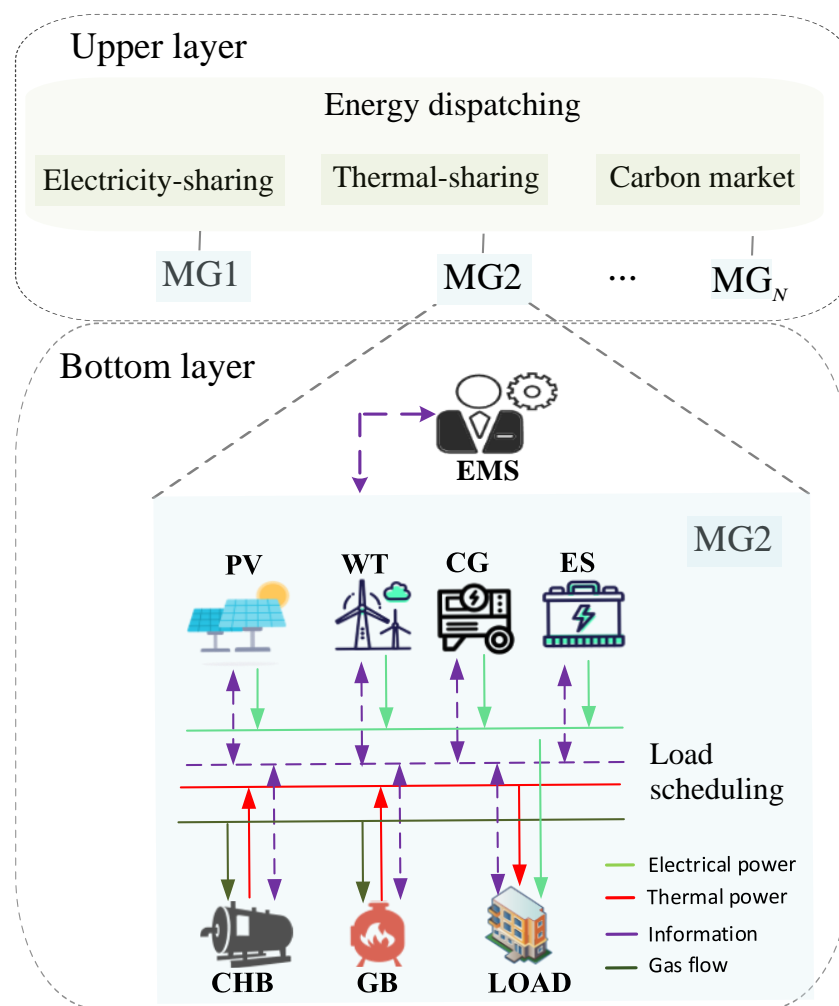 Upper layer
Energy dispatching
Electricity-sharing
Thermal-sharing
Carbon market
MG1
MG2
...
MG_N
Bottom layer
EMS
MG2
PV
WT
CG
ES
Load
scheduling
Electrical power
Thermal power
Information
Gas flow
CHB
GB
LOAD